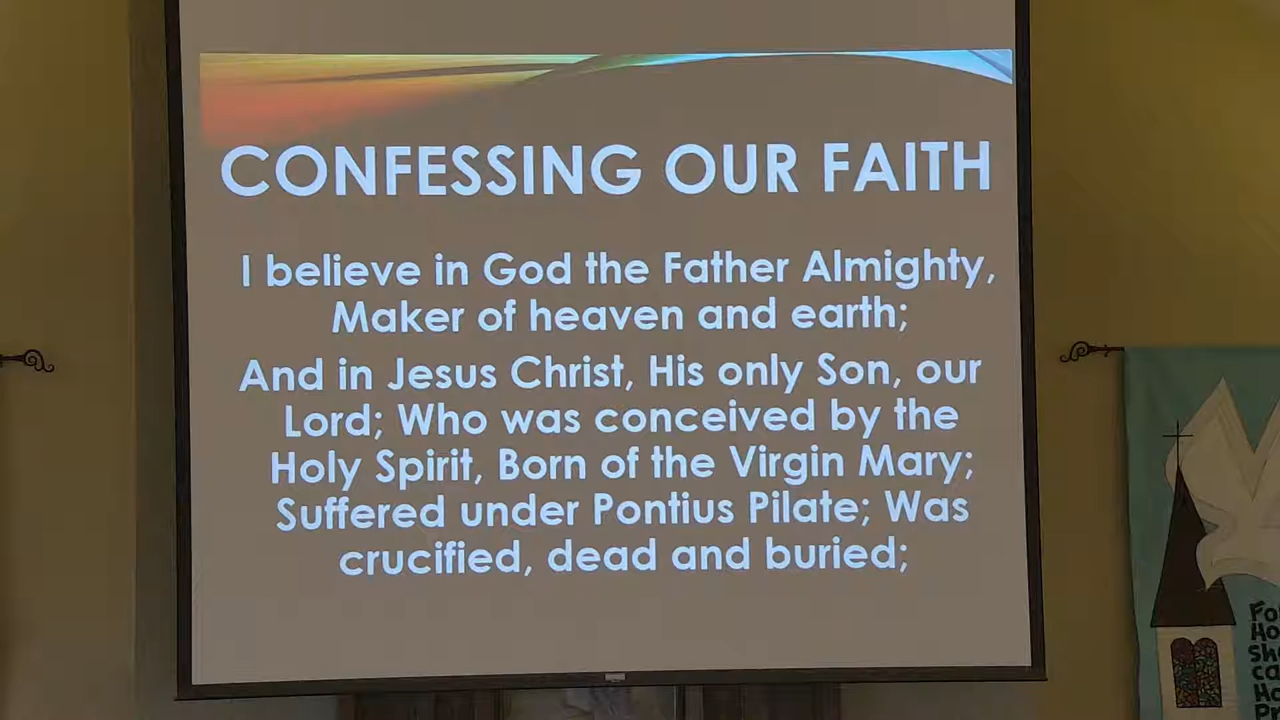 CONFESSING OUR FAITH
I believe in God the Father Almighty,
Maker of heaven and earth;
And in Jesus Christ, His only Son, our
Lord; Who was conceived by the
Holy Spirit, Born of the Virgin Mary;
Suffered under Pontius Pilate; Was
crucified, dead and buried;